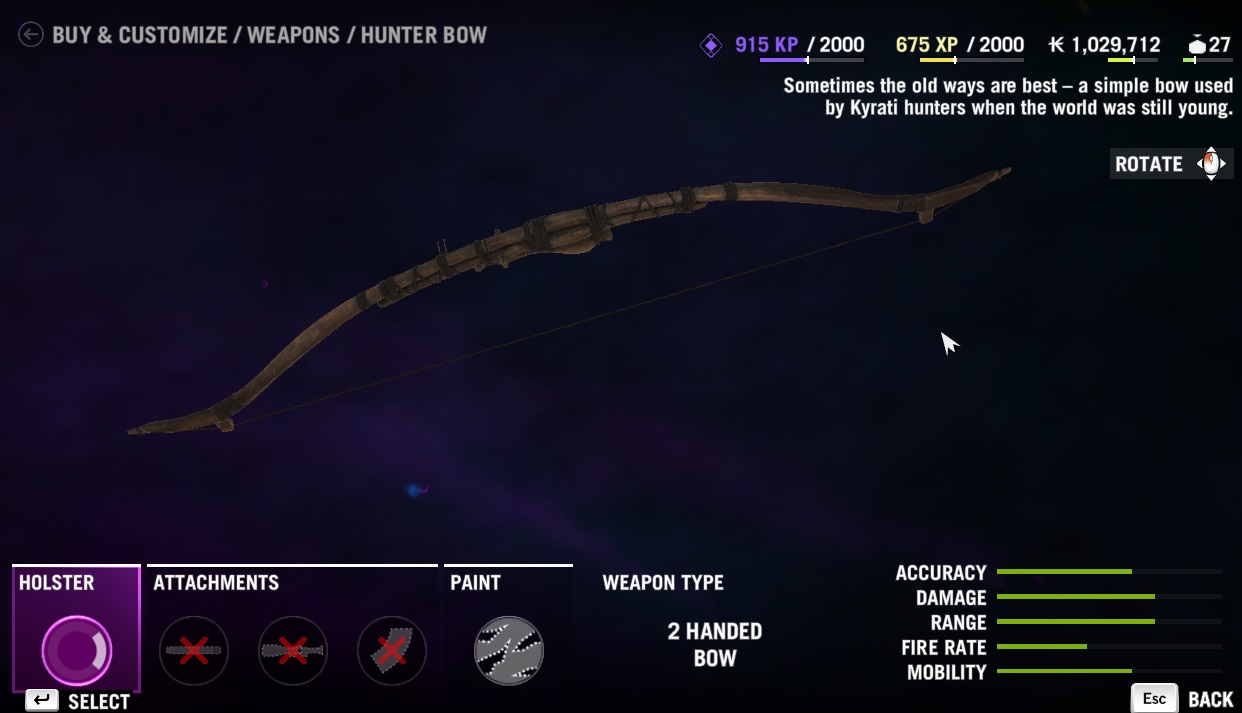 BUY & CUSTOMIZE / WEAPONS / HUNTER BOW
915 KP / 2000 675 XP / 2000 K 1,029,712 27
Sometimes the old ways are best – a simple bow used
by Kyrati hunters when the world was still young.
ROTATE
HOLSTER
ATTACHMENTS
PAINT
WEAPON TYPE
2 HANDED
BOW
ACCURACY
DAMAGE
RANGE
FIRE RATE
MOBILITY
SELECT
Esc BACK